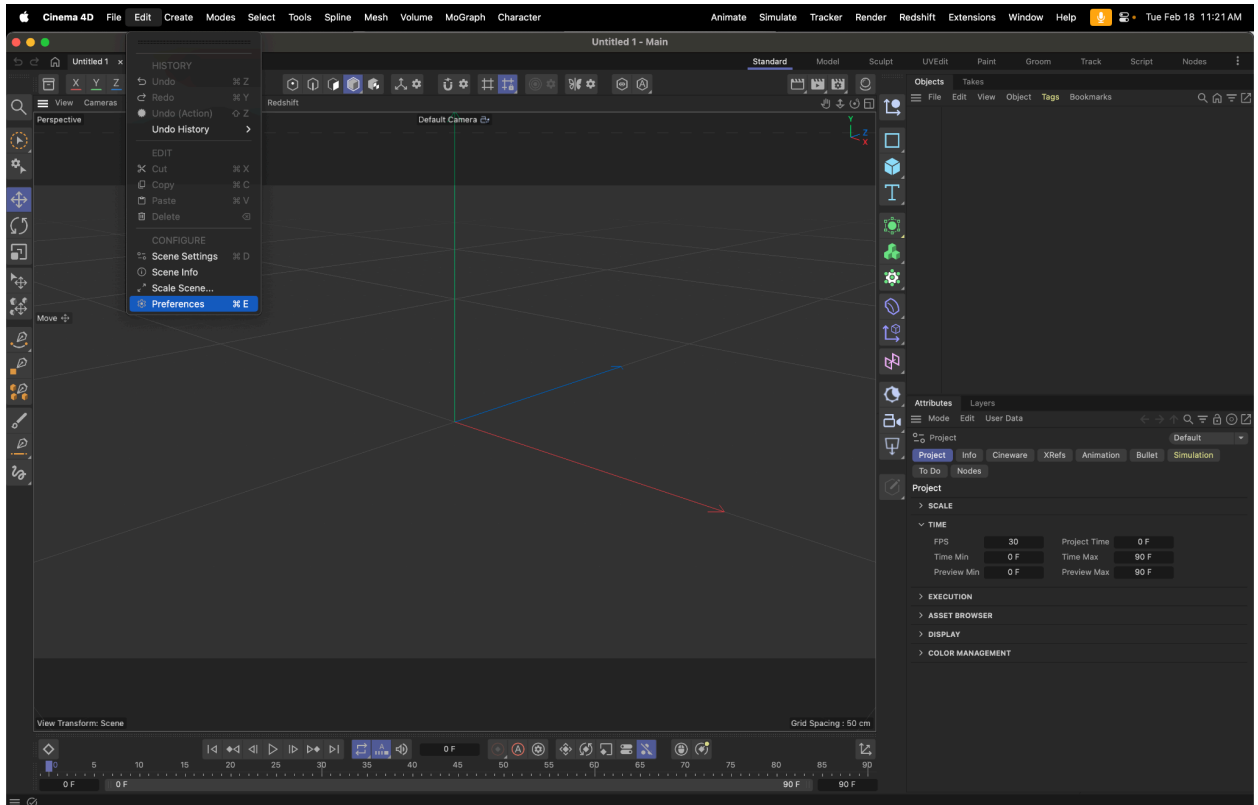 Cinema 4D File Edit Create Modes Select Tools Spline Mesh Volume MoGraph Character Animate Simulate Tracker Render Redshift Extensions Window Help Tue Feb 18 11:21 AM
Untitled 1 - Main
Untitled 1 × Standard Model Sculpt UVEdit Paint Groom Track Script Nodes
X Y Z
View Cameras Redshift
Perspective
Default Camera
Y
Z
X
HISTORY
Undo ⌘ Z
Redo ⌘ Y
Undo (Action) ⇧ Z
Undo History >
EDIT
Cut ⌘ X
Copy ⌘ C
Paste ⌘ V
Delete ⌫
CONFIGURE
Scene Settings ⌘ D
Scene Info
Scale Scene...
Preferences ⌘ E
Move
View Transform: Scene
Grid Spacing : 50 cm
Objects Takes
File Edit View Object Tags Bookmarks
Attributes Layers
Mode Edit User Data
Project Default
Project Info Cineware XRefs Animation Bullet Simulation
To Do Nodes
Project
> SCALE
TIME
FPS 30 Project Time 0 F
Time Min 0 F Time Max 90 F
Preview Min 0 F Preview Max 90 F
> EXECUTION
> ASSET BROWSER
> DISPLAY
> COLOR MANAGEMENT
0 F
0 5 10 15 20 25 30 35 40 45 50 55 60 65 70 75 80 85 90
0 F 0 F 90 F 90 F